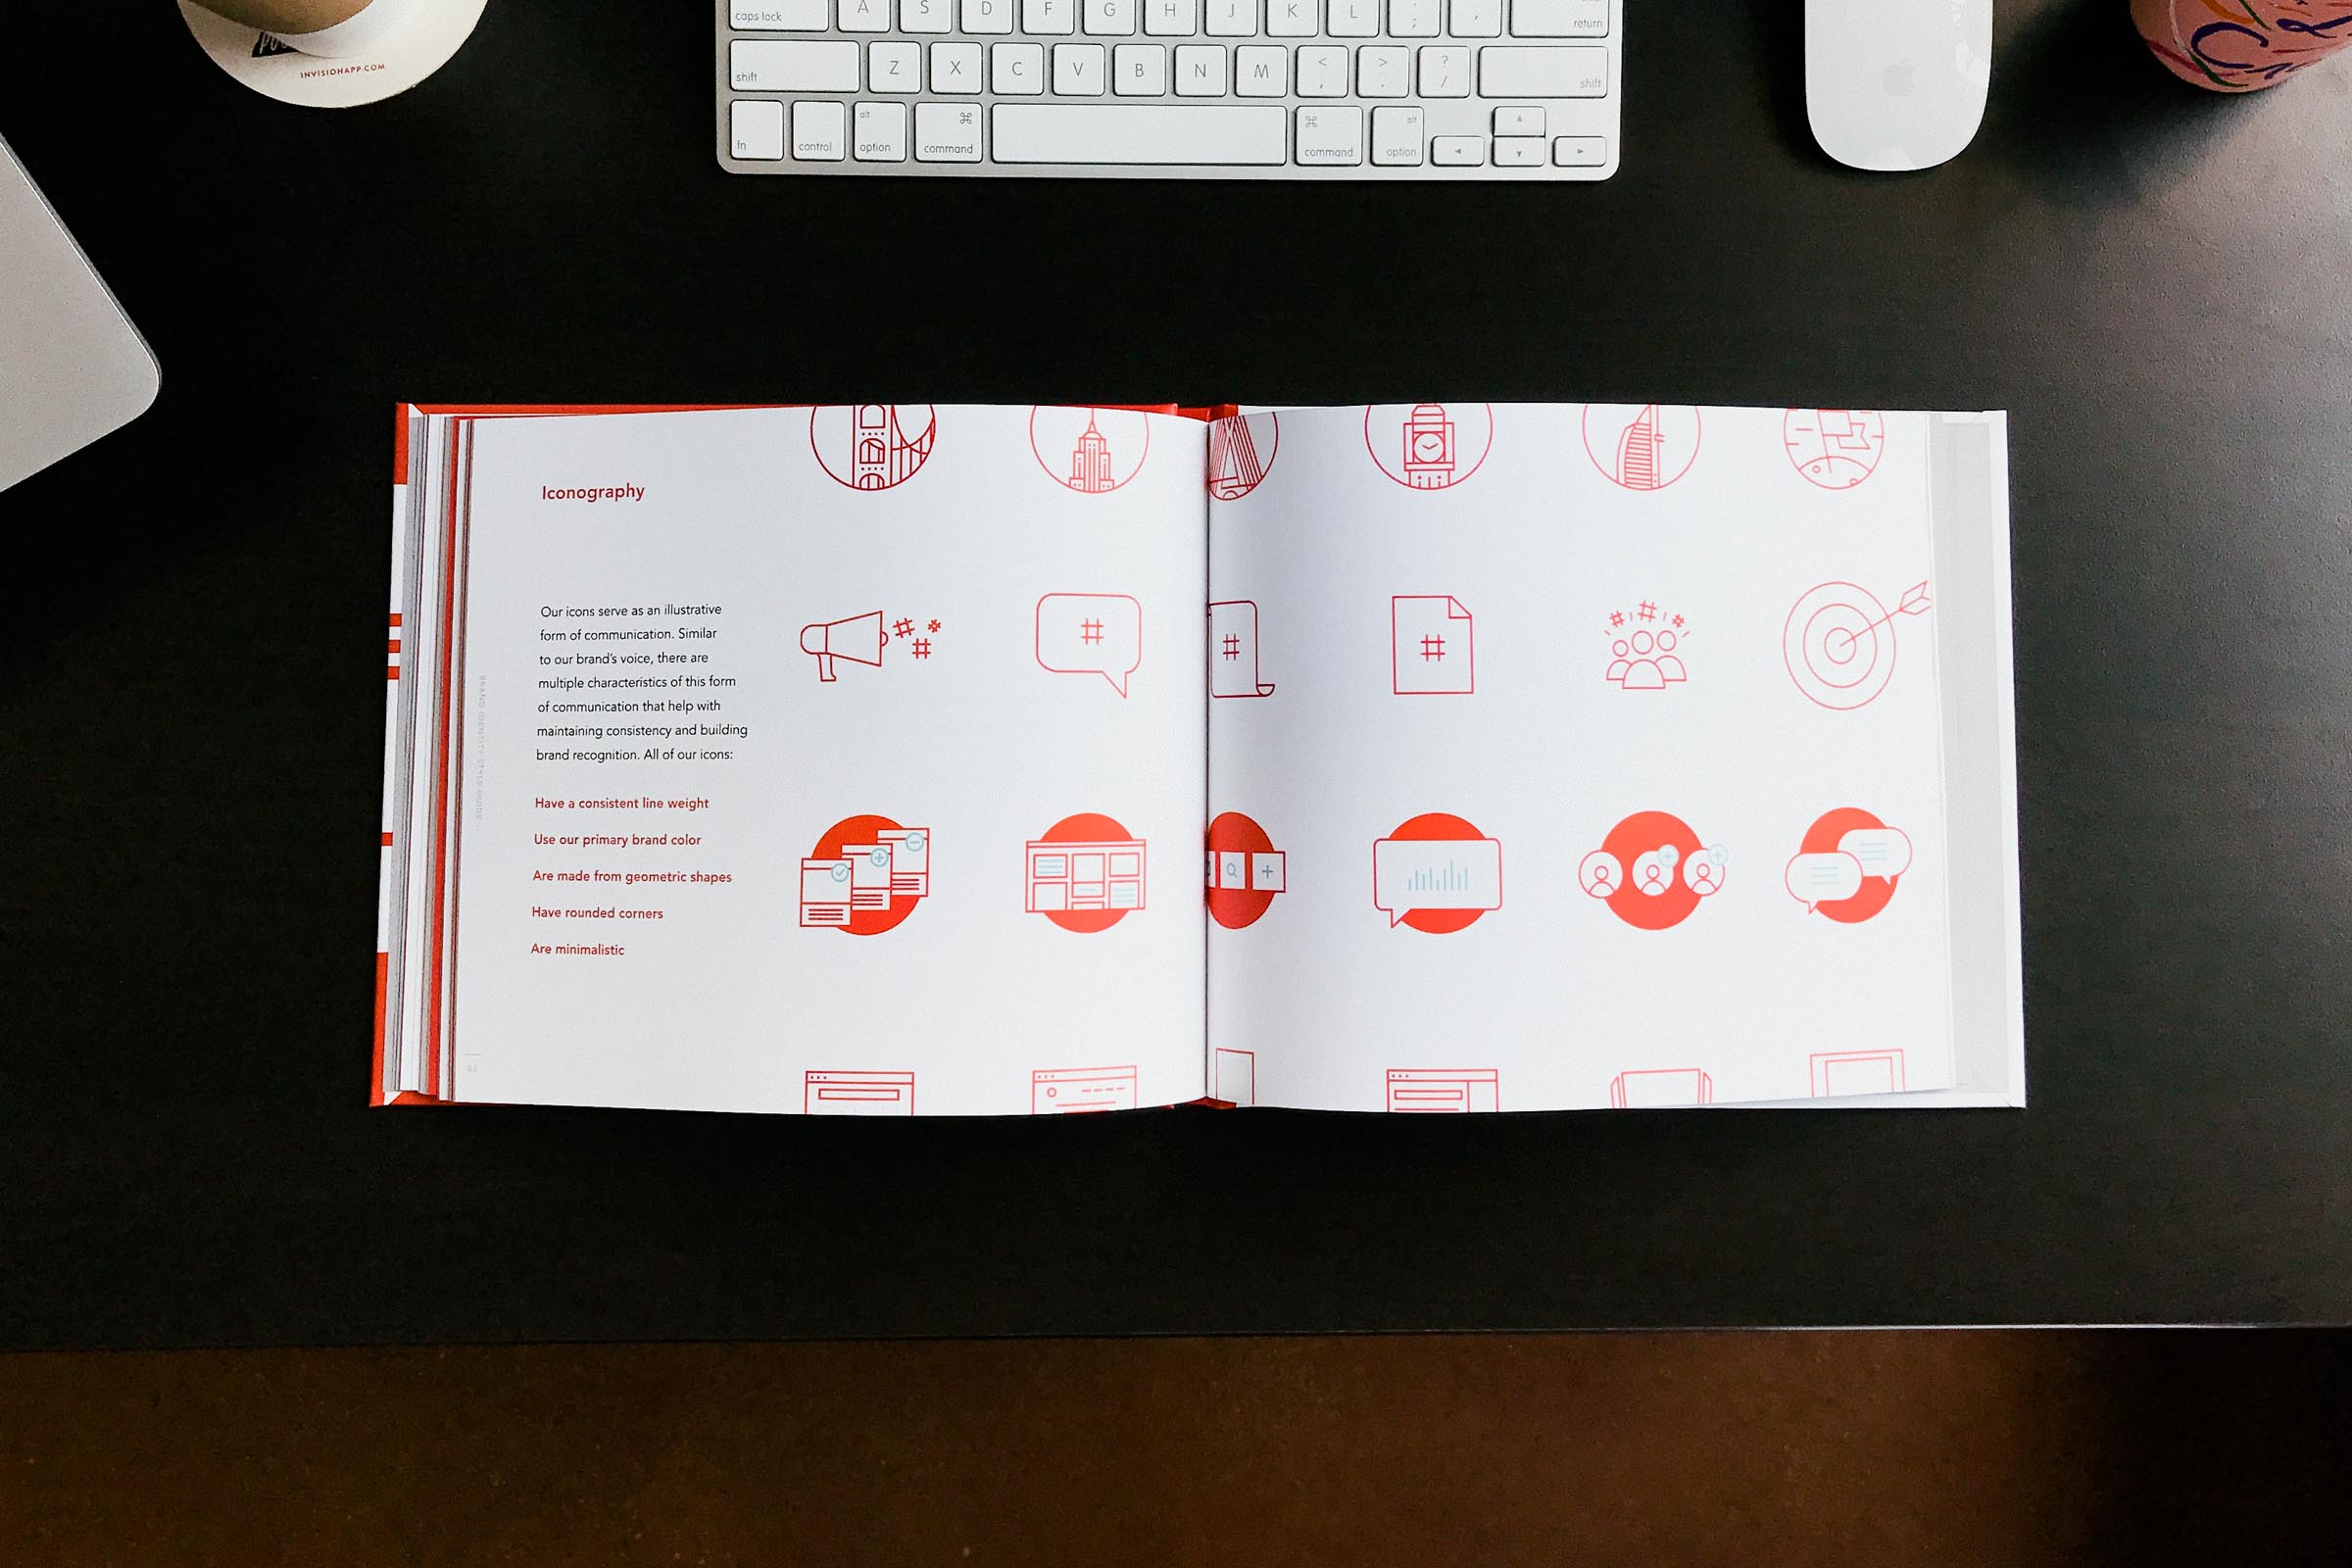 INVISIONAPP.COM
caps lock
A
S
D
F
G
H
J
K
L
;
,
return
shift
Z
X
C
V
B
N
M
<
,
>
.
?
/
shift
fn
control
alt
option
⌘
command
⌘
command
alt
option
Iconography
Our icons serve as an illustrative
form of communication. Similar
to our brand's voice, there are
multiple characteristics of this form
of communication that help with
maintaining consistency and building
brand recognition. All of our icons:
Have a consistent line weight
Use our primary brand color
Are made from geometric shapes
Have rounded corners
Are minimalistic
BRAND IDENTITY STYLE GUIDE
# # #
#
#
#
# # #